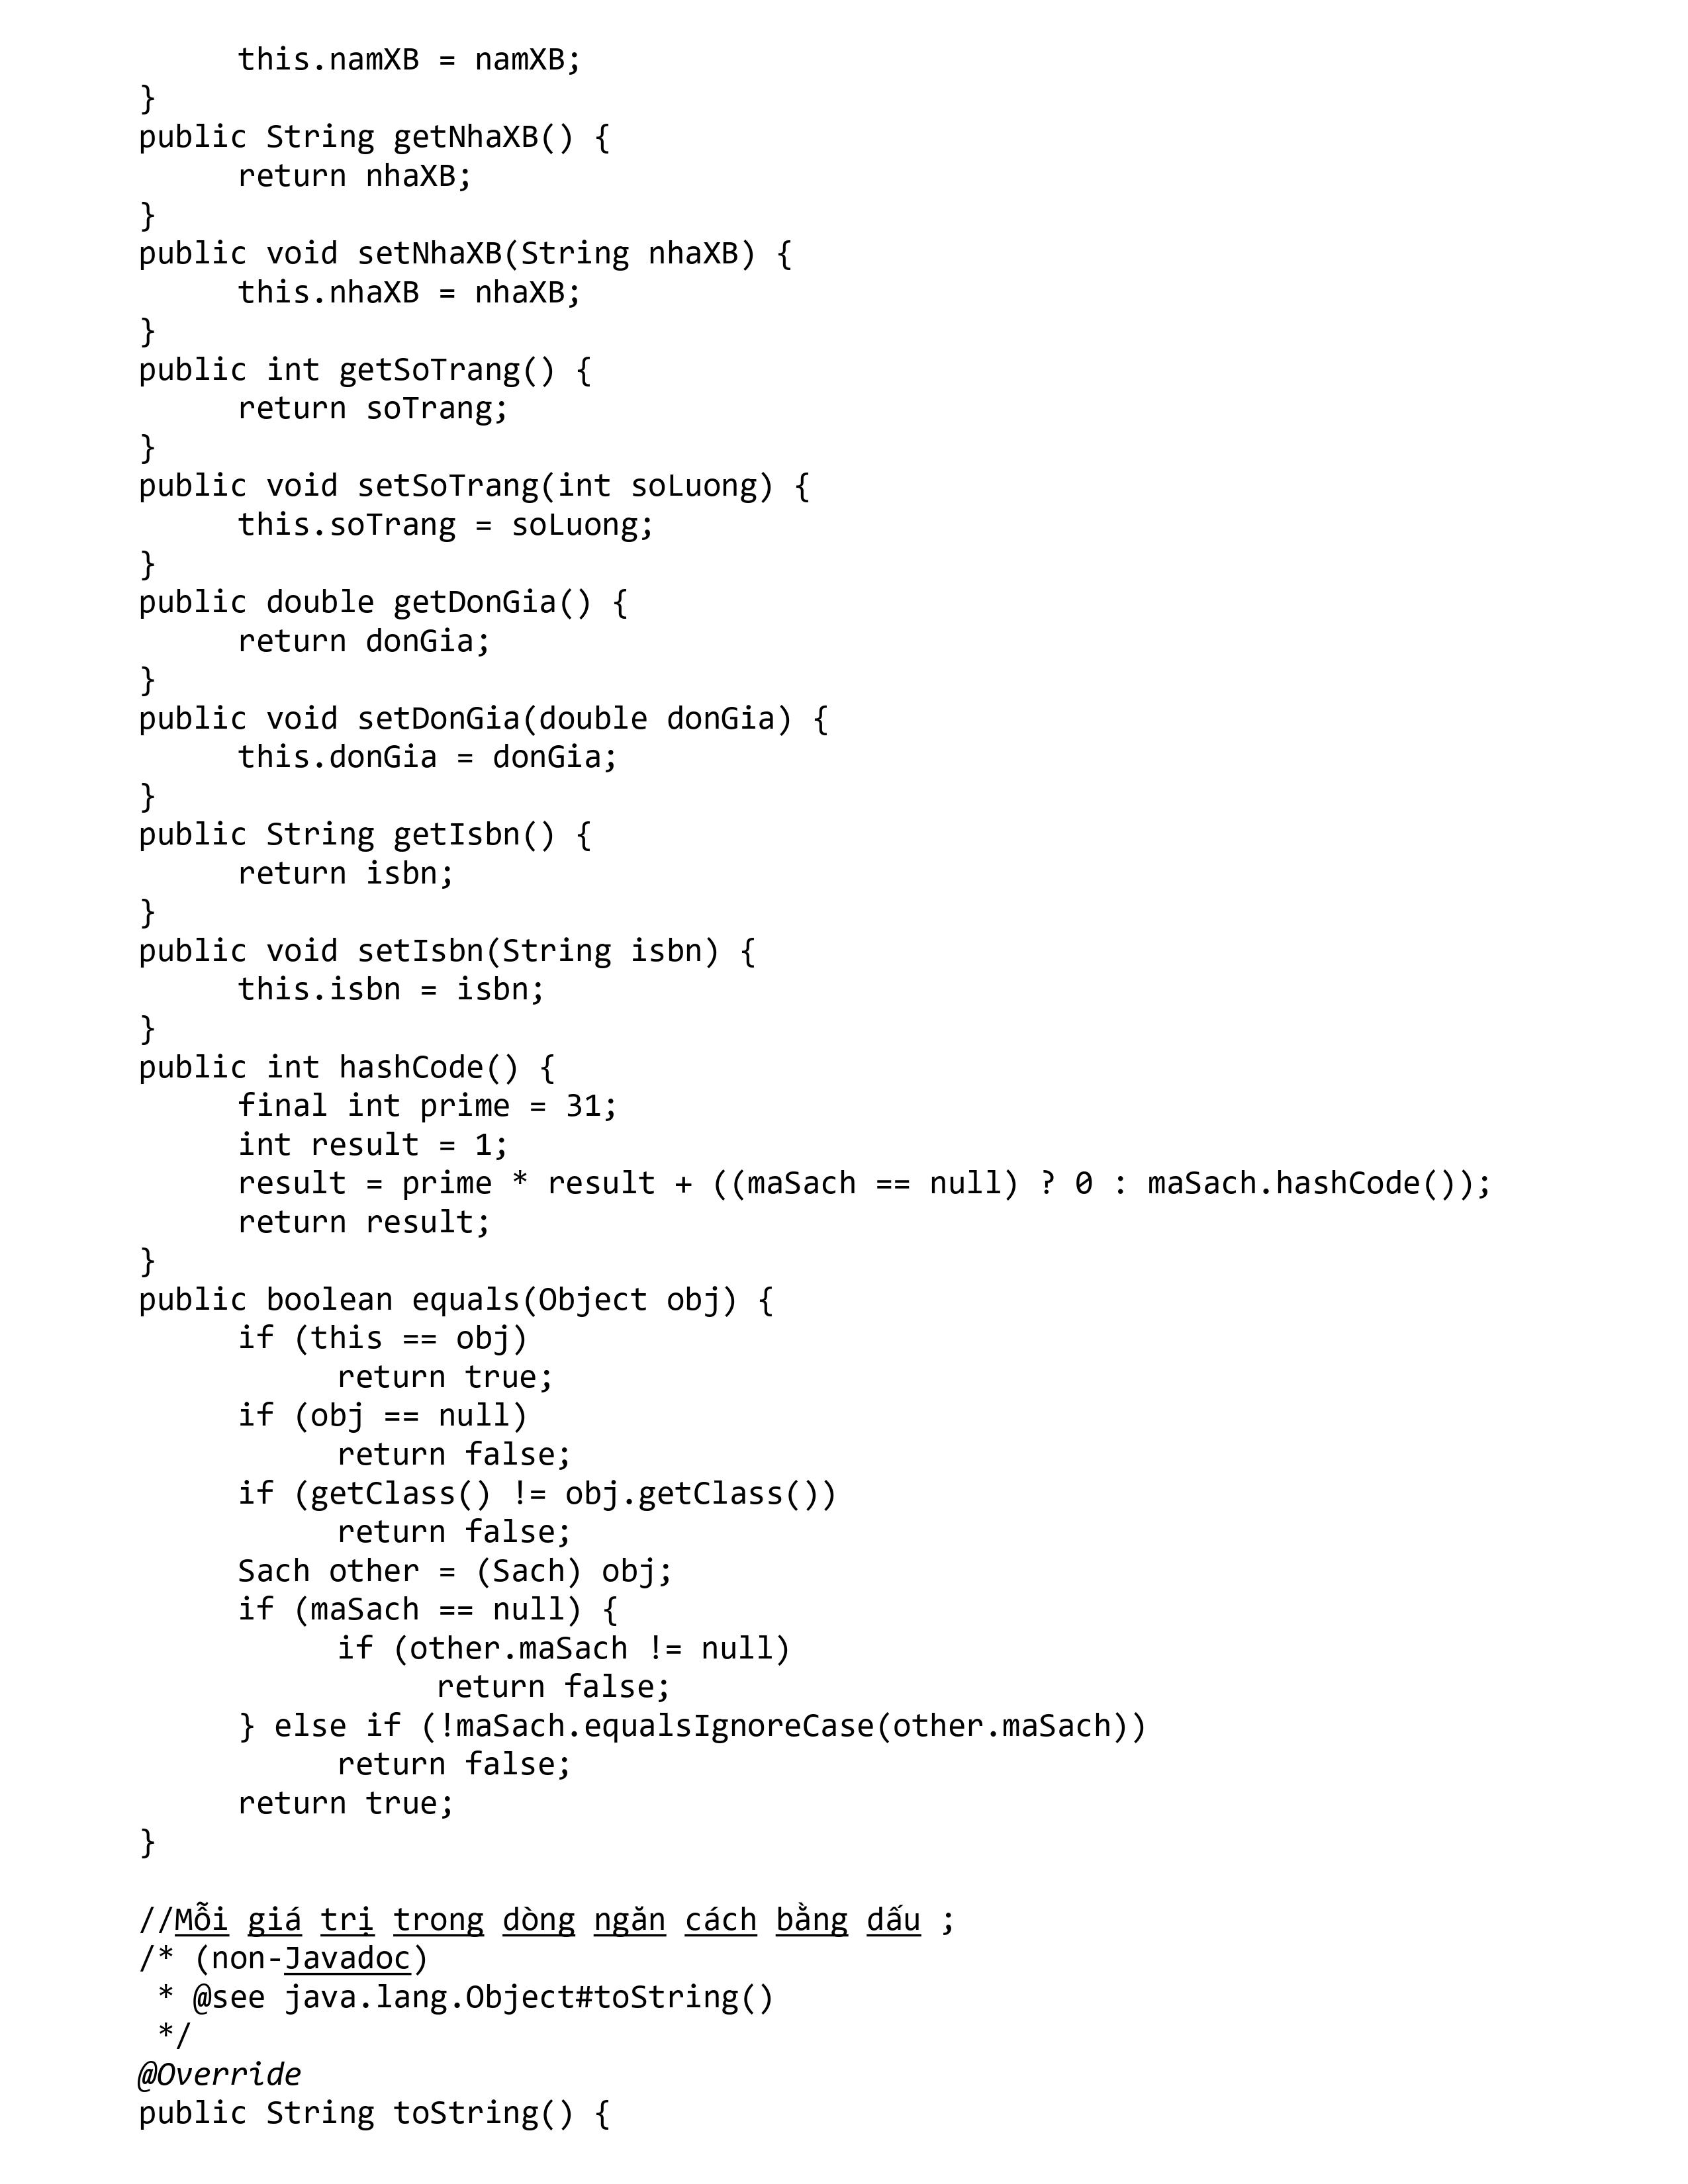 this.namXB = namXB;
}
public String getNhaXB() {
return nhaXB;
}
public void setNhaXB(String nhaXB) {
this.nhaXB = nhaXB;
}
public int getSoTrang() {
return soTrang;
}
public void setSoTrang(int soLuong) {
this.soTrang = soLuong;
}
public double getDonGia() {
return donGia;
}
public void setDonGia(double donGia) {
this.donGia = donGia;
}
public String getIsbn() {
return isbn;
}
public void setIsbn(String isbn) {
this.isbn = isbn;
}
public int hashCode() {
final int prime = 31;
int result = 1;
result = prime * result + ((maSach == null) ? 0 : maSach.hashCode());
return result;
}
public boolean equals(Object obj) {
if (this == obj)
return true;
if (obj == null)
return false;
if (getClass() != obj.getClass())
return false;
Sach other = (Sach) obj;
if (maSach == null) {
if (other.maSach != null)
return false;
} else if (!maSach.equalsIgnoreCase(other.maSach))
return false;
return true;
}
//Mỗi giá trị trong dòng ngăn cách bằng dấu ;
/* (non-Javadoc)
* @see java.lang.Object#toString()
*/
@Override
public String toString() {